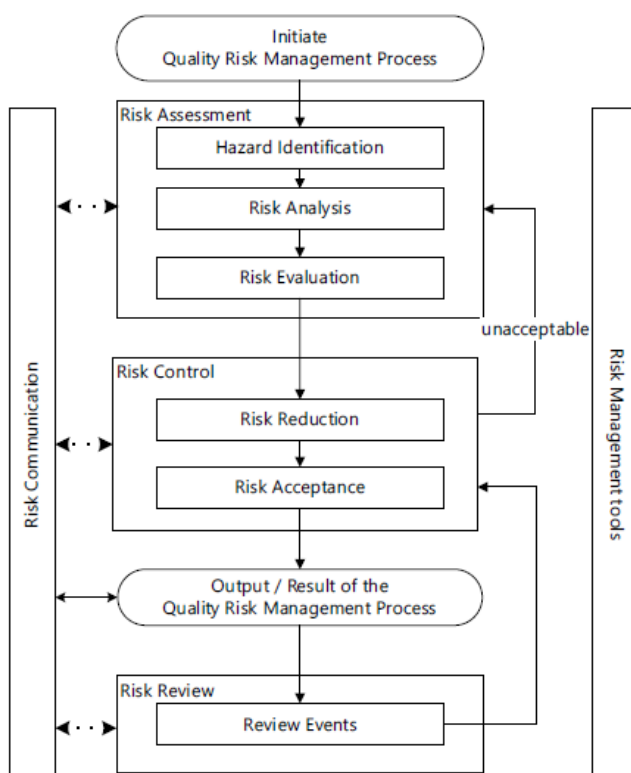 Initiate
Quality Risk Management Process
Risk Assessment
Hazard Identification
Risk Analysis
Risk Evaluation
unacceptable
Risk Control
Risk Reduction
Risk Acceptance
Output / Result of the
Quality Risk Management Process
Risk Review
Review Events
Risk Communication
Risk Management tools